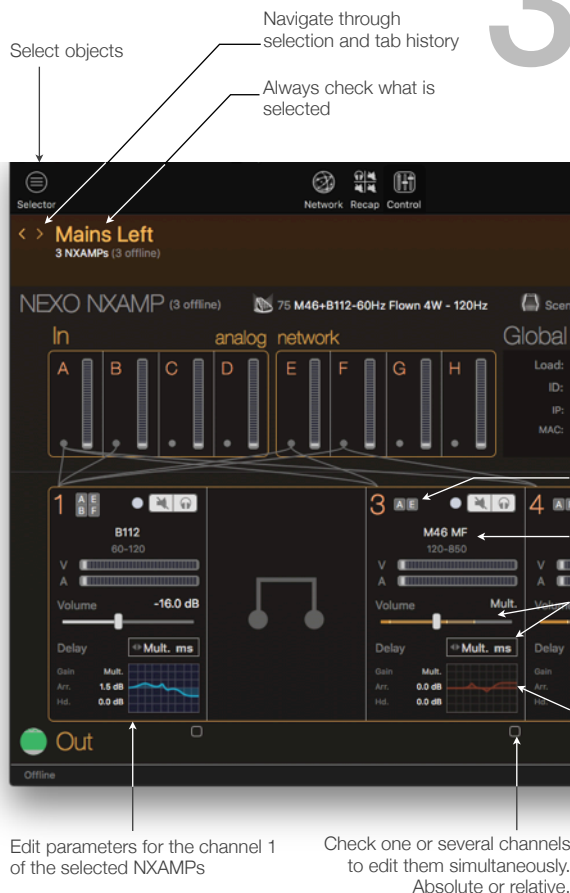 3
Navigate through
selection and tab history
Select objects
Always check what is
selected
Selector
Network Recap Control
< > Mains Left
3 NXAMPs (3 offline)
NEXO NXAMP (3 offline) 75 M46+B112-60Hz Flown 4W - 120Hz
In analog network Global
A B C D E F G H
Load:
ID:
IP:
MAC:
1 A E B F
3 A E
4
B112
60-120
M46 MF
120-850
V
A
V
A
V
A
Volume -16.0 dB
Volume Mult.
Delay Mult. ms
Delay Mult. ms
Delay
Gain Mult.
Arr. 1.5 dB
Hd. 0.0 dB
Gain Mult.
Arr. 0.0 dB
Hd. 0.0 dB
Gain
Arr.
Hd.
Out
Offline
Edit parameters for the channel 1
of the selected NXAMPs
Check one or several channels
to edit them simultaneously.
Absolute or relative.